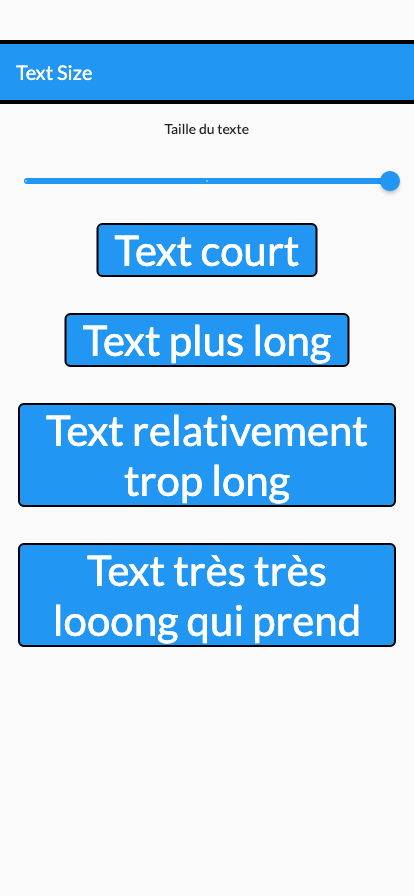 Text Size
Taille du texte
Text court
Text plus long
Text relativement
trop long
Text très très
looong qui prend